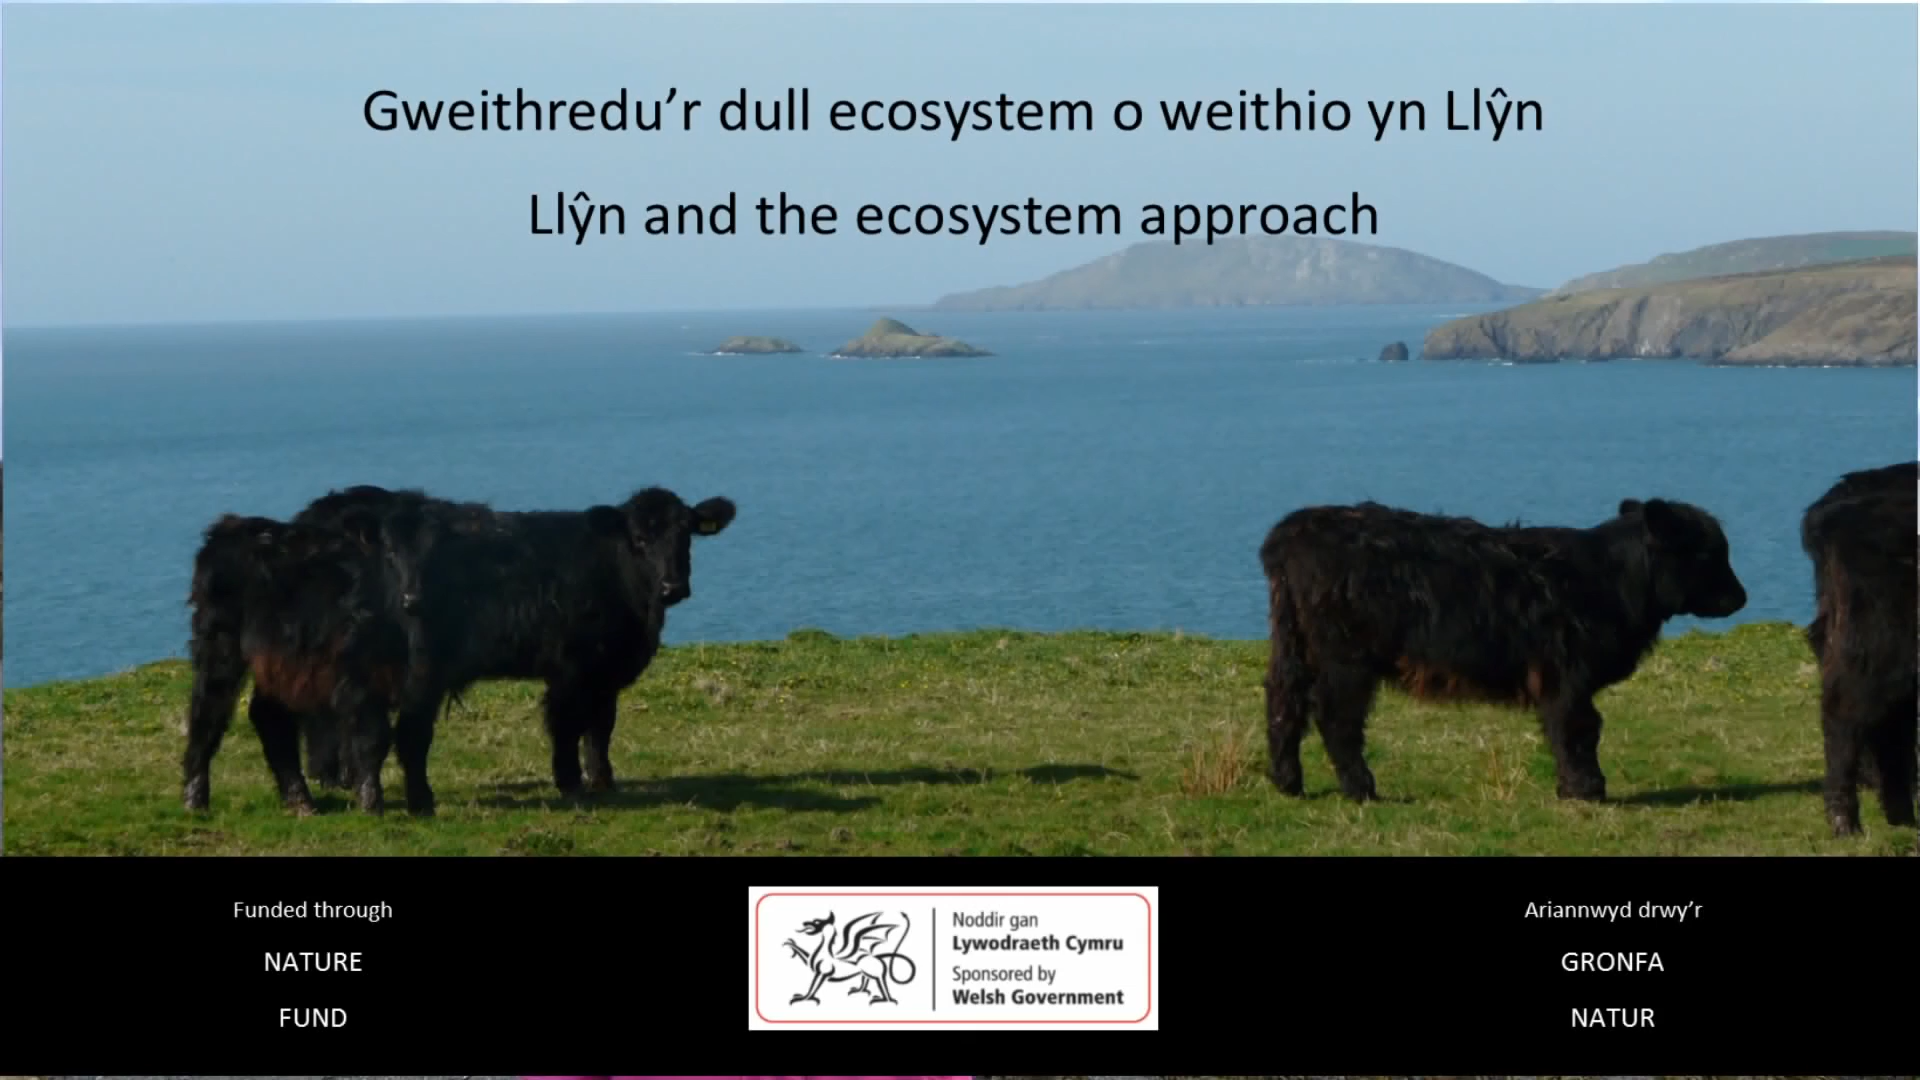 Gweithredu’r dull ecosystem o weithio yn Llŷn
Llŷn and the ecosystem approach
Funded through
NATURE
FUND
Noddir gan
Lywodraeth Cymru
Sponsored by
Welsh Government
Ariannwyd drwy’r
GRONFA
NATUR